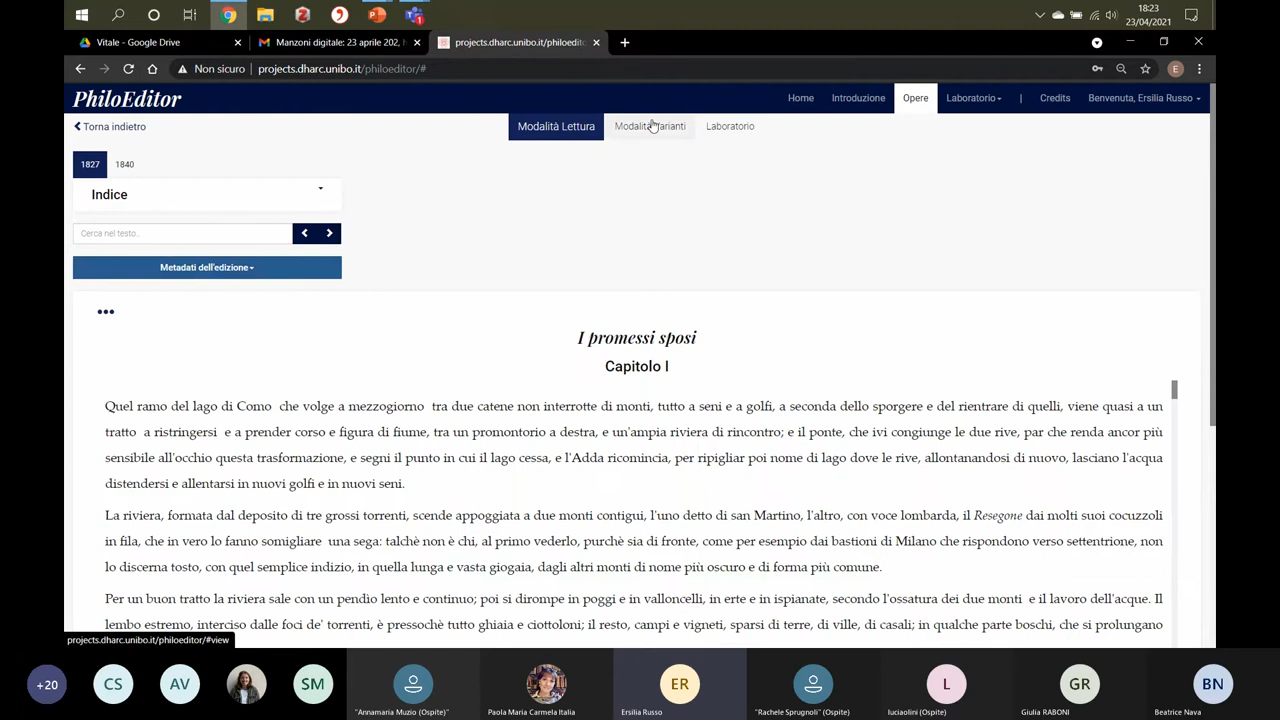 18:23
23/04/2021
Vitale - Google Drive
Manzoni digitale: 23 aprile 202,
projects.dharc.unibo.it/philoedito
Non sicuro
projects.dharc.unibo.it/philoeditor/#
E
PhiloEditor
Home
Introduzione
Opere
Laboratorio
|
Credits
Benvenuta, Ersilia Russo
Torna indietro
Modalità Lettura
Modalità Varianti
Laboratorio
1827
1840
Indice
Cerca nel testo..
Metadati dell'edizione
•••
I promessi sposi
Capitolo I
Quel ramo del lago di Como che volge a mezzogiorno tra due catene non interrotte di monti, tutto a seni e a golfi, a seconda dello sporgere e del rientrare di quelli, viene quasi a un
tratto a ristringersi e a prender corso e figura di fiume, tra un promontorio a destra, e un'ampia riviera di rincontro; e il ponte, che ivi congiunge le due rive, par che renda ancor più
sensibile all'occhio questa trasformazione, e segni il punto in cui il lago cessa, e l'Adda ricomincia, per ripigliar poi nome di lago dove le rive, allontanandosi di nuovo, lasciano l'acqua
distendersi e allentarsi in nuovi golfi e in nuovi seni.
La riviera, formata dal deposito di tre grossi torrenti, scende appoggiata a due monti contigui, l'uno detto di san Martino, l'altro, con voce lombarda, il Resegone dai molti suoi cocuzzoli
in fila, che in vero lo fanno somigliare una sega: talchè non è chi, al primo vederlo, purchè sia di fronte, come per esempio dai bastioni di Milano che rispondono verso settentrione, non
lo discerna tosto, con quel semplice indizio, in quella lunga e vasta giogaia, dagli altri monti di nome più oscuro e di forma più comune.
Per un buon tratto la riviera sale con un pendìo lento e continuo; poi si dirompe in poggi e in valloncelli, in erte e in ispianate, secondo l'ossatura dei due monti e il lavoro dell'acque. Il
lembo estremo, interciso dalle foci de' torrenti, è pressochè tutto ghiaia e ciottoloni; il resto, campi e vigneti, sparsi di terre, di ville, di casali; in qualche parte boschi, che si prolungano
projects.dharc.unibo.it/philoeditor/#view
+20
CS
AV
SM
ER
L
GR
BN
"Annamaria Muzio (Ospite)"
Paola Maria Carmela Italia
Ersilia Russo
"Rachele Sprugnoli" (Ospite)
luciaolini (Ospite)
Giulia RABONI
Beatrice Nava